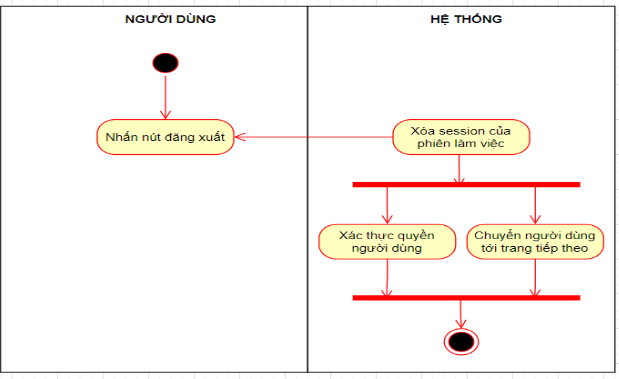 NGƯỜI DÙNG
HỆ THỐNG
Nhấn nút đăng xuất
Xóa session của
phiên làm việc
Xác thực quyền
người dùng
Chuyển người dùng
tới trang tiếp theo